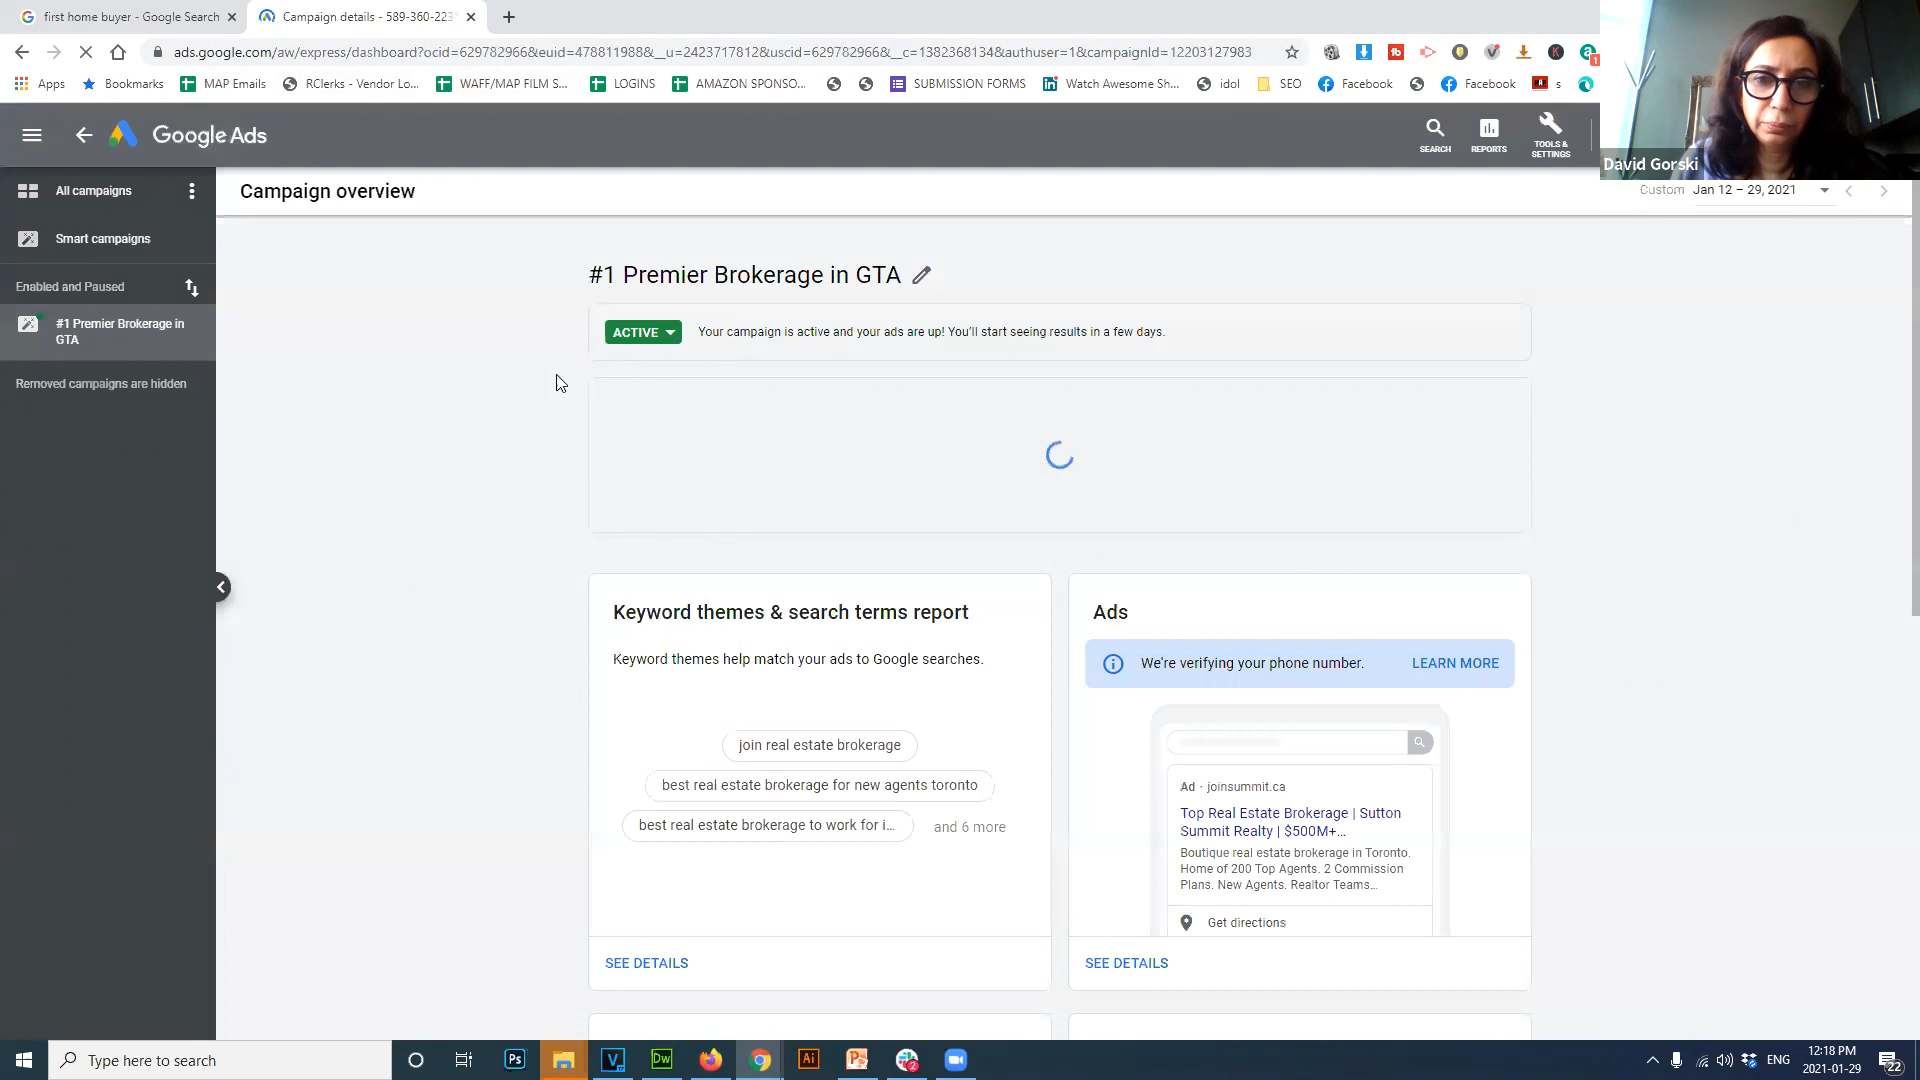 first home buyer - Google Search
Campaign details - 589-360-223
ads.google.com/aw/express/dashboard?ocid=629782966&euid=478811988&__u=2423717812&uscid=629782966&__c=1382368134&authuser=1&campaignId=12203127983
Apps
Bookmarks
MAP Emails
RClerks - Vendor Lo...
WAFF/MAP FILM S...
LOGINS
AMAZON SPONSO...
SUBMISSION FORMS
Watch Awesome Sh...
idol
SEO
Facebook
Facebook
s
David Gorski
Google Ads
SEARCH
REPORTS
TOOLS &
SETTINGS
All campaigns
Smart campaigns
Enabled and Paused
#1 Premier Brokerage in
GTA
Removed campaigns are hidden
Campaign overview
Custom Jan 12 – 29, 2021
#1 Premier Brokerage in GTA
ACTIVE
Your campaign is active and your ads are up! You'll start seeing results in a few days.
Keyword themes & search terms report
Keyword themes help match your ads to Google searches.
join real estate brokerage
best real estate brokerage for new agents toronto
best real estate brokerage to work for i...
and 6 more
SEE DETAILS
Ads
We're verifying your phone number.
LEARN MORE
Ad · joinsummit.ca
Top Real Estate Brokerage | Sutton
Summit Realty | $500M+...
Boutique real estate brokerage in Toronto.
Home of 200 Top Agents. 2 Commission
Plans. New Agents. Realtor Teams...
Get directions
SEE DETAILS
Type here to search
Ps
V
Dw
Ai
P
2
ENG
12:18 PM
2021-01-29
22